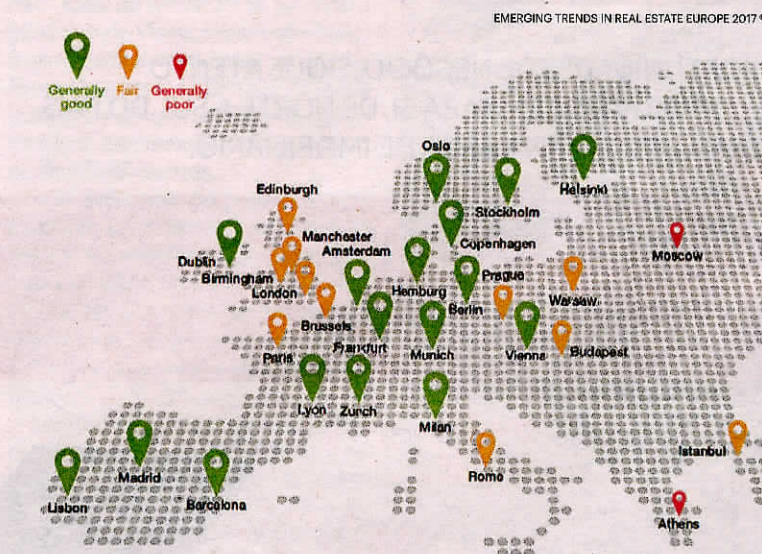 EMERGING TRENDS IN REAL ESTATE EUROPE 2017
Generally
good
Fair
Generally
poor
Oslo
Helsinki
Edinburgh
Stockholm
Manchester
Copenhagen
Dublin
Amsterdam
Moscow
Birmingham
Prague
London
Hemburg
Berlin
Warsaw
Brussels
Paris
Frankfurt
Munich
Vienna
Budapest
Lyon
Zurich
Milan
Istanbul
Madrid
Rome
Lisbon
Barcelona
Athens